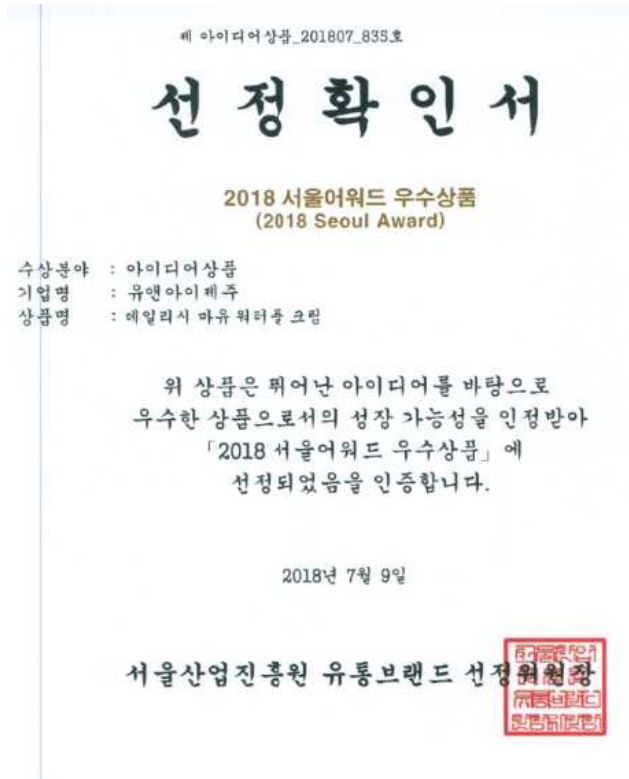 제 아이디어상품_201807_835호
선정확인서
2018 서울어워드 우수상품
(2018 Seoul Award)
수상분야 : 아이디어상품
기업명 : 유앤아이제주
상품명 : 데일리시 마유 워터풀 크림
위 상품은 뛰어난 아이디어를 바탕으로
우수한 상품으로서의 성장 가능성을 인정받아
「2018 서울어워드 우수상품」에
선정되었음을 인증합니다.
2018년 7월 9일
서울산업진흥원 유통브랜드 선정위원장